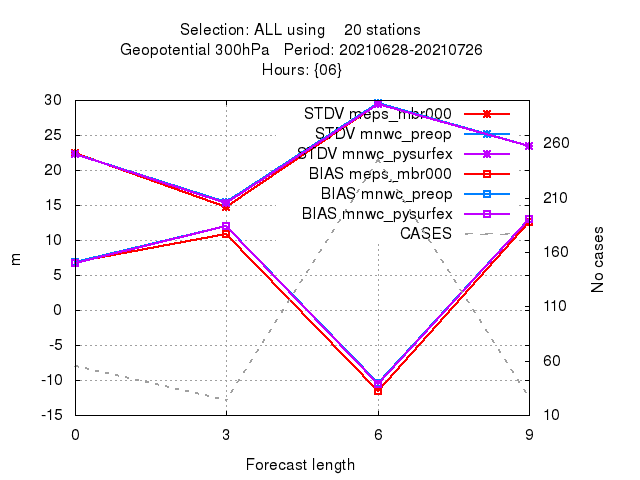 Selection: ALL using    20 stations
Geopotential 300hPa   Period: 20210628-20210726
Hours: {06}
STDV meps_mbr000
STDV mnwc_preop
STDV mnwc_pysurfex
BIAS meps_mbr000
BIAS mnwc_preop
BIAS mnwc_pysurfex
CASES
30
25
20
15
10
5
0
-5
-10
-15
m
260
210
160
110
60
10
No cases
0 3 6 9
Forecast length